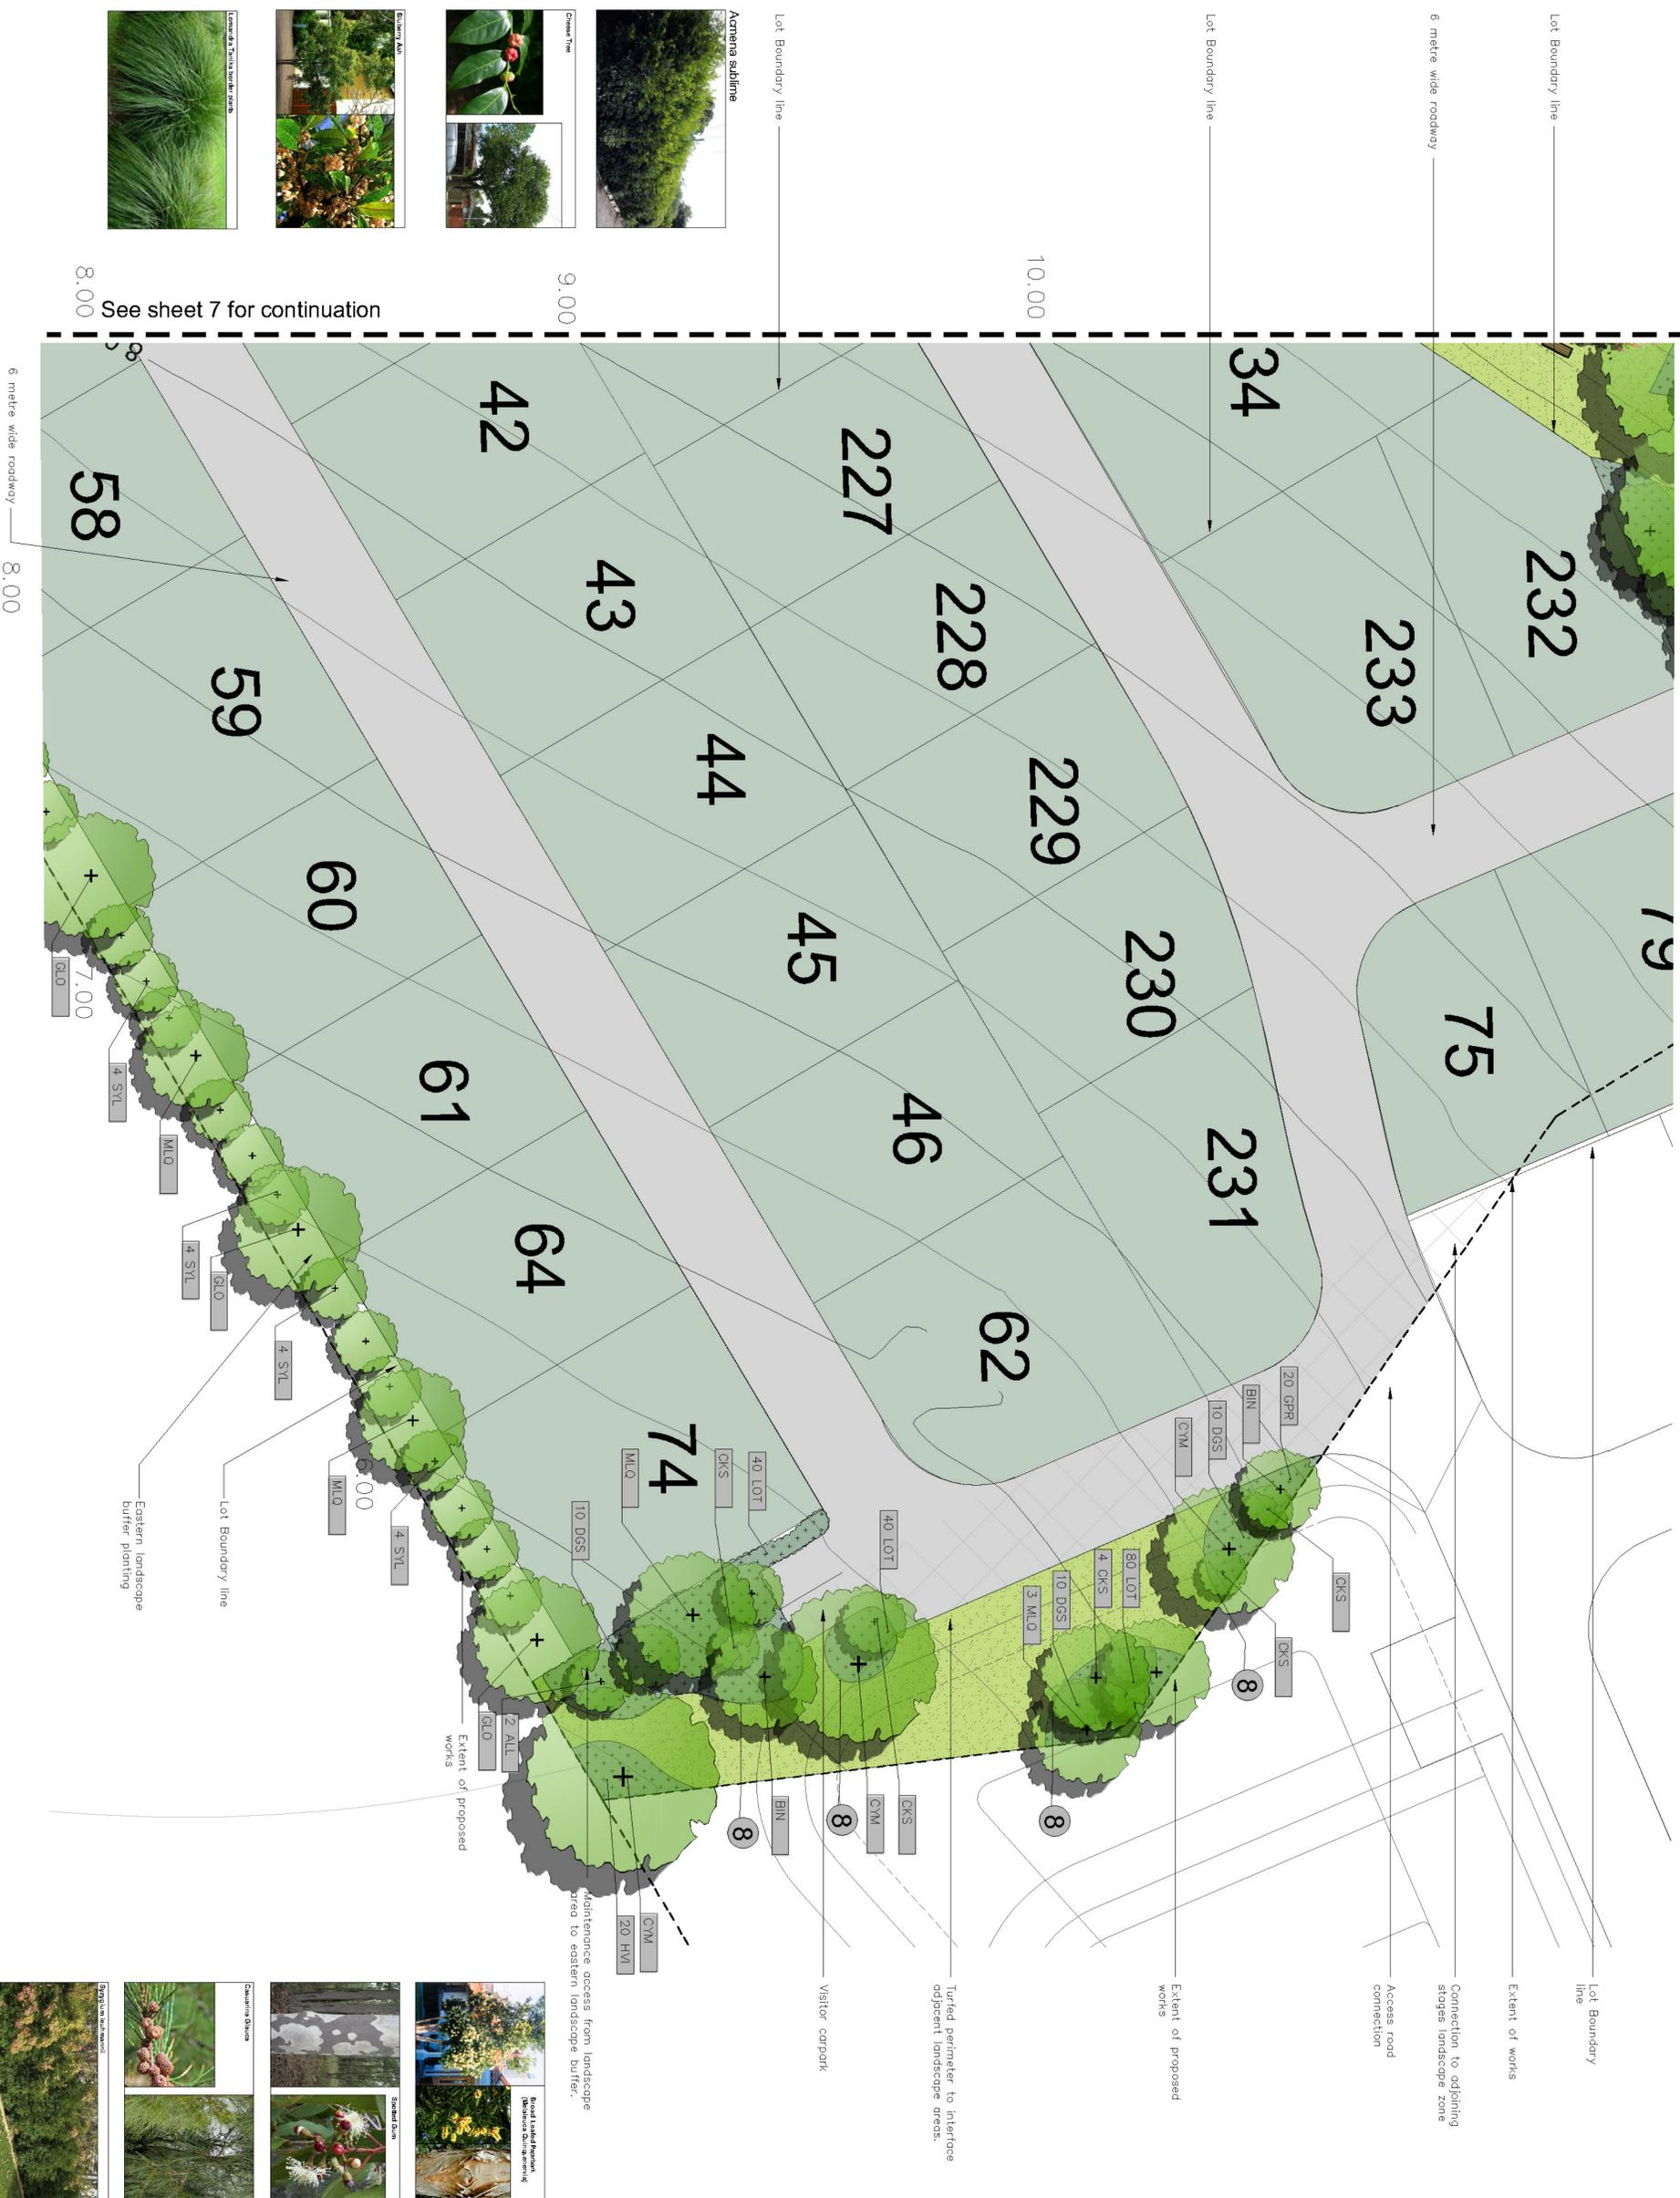 Lot Boundary line
6 metre wide roadway
Lot Boundary line
Lot Boundary line
Acmena sublime
Cheese Tree
Blubery Ash
Lomandra Tanika border plants
10.00
9.00
8.00
See sheet 7 for continuation
6 metre wide roadway
8.00
34
232
233
79
75
227
228
229
230
231
42
43
44
45
46
62
58
59
60
61
64
74
7.00
6.00
GLO
4 SYL
MLQ
4 SYL
GLO
4 SYL
MLQ
4 SYL
GLO
2 ALL
10 DGS
MLQ
CKS
40 LOT
40 LOT
CYM
10 DGS
BIN
20 GPR
3 MLQ
10 DGS
4 CKS
80 LOT
CKS
CKS
8
8
8
8
BIN
CYM
CKS
CYM
20 HVI
Eastern landscape
buffer planting
Lot Boundary line
Extent of proposed
works
Maintenance access from landscape
area to eastern landscape buffer.
Visitor carpark
Turfed perimeter to interface
adjacent landscape areas.
Extent of proposed
works
Access road
connection
Connection to adjoining
stages landscape zone
Extent of works
Lot Boundary
line
Broad Leafed Paperbark
(Melaleuca Quinquenervia)
Spotted Gum
Casuarina Glauca
Syzygium leuhmannii